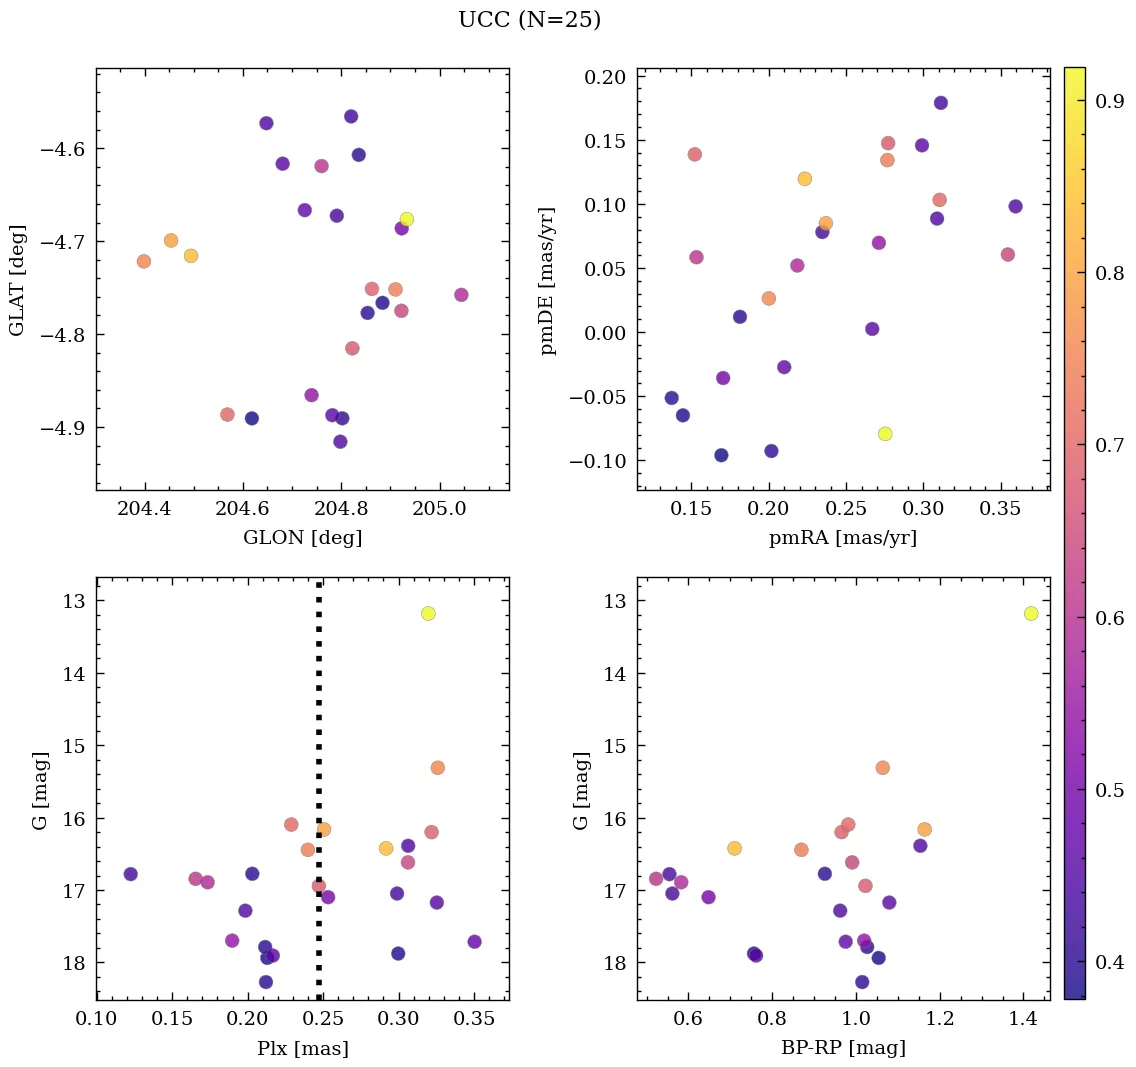 UCC (N=25)
−4.6
−4.7
−4.8
−4.9
GLAT [deg]
204.4 204.6 204.8 205.0
GLON [deg]
0.20
0.15
0.10
0.05
0.00
−0.05
−0.10
pmDE [mas/yr]
0.15 0.20 0.25 0.30 0.35
pmRA [mas/yr]
13
14
15
16
17
18
G [mag]
0.10 0.15 0.20 0.25 0.30 0.35
Plx [mas]
13
14
15
16
17
18
G [mag]
0.6 0.8 1.0 1.2 1.4
BP-RP [mag]
0.9
0.8
0.7
0.6
0.5
0.4